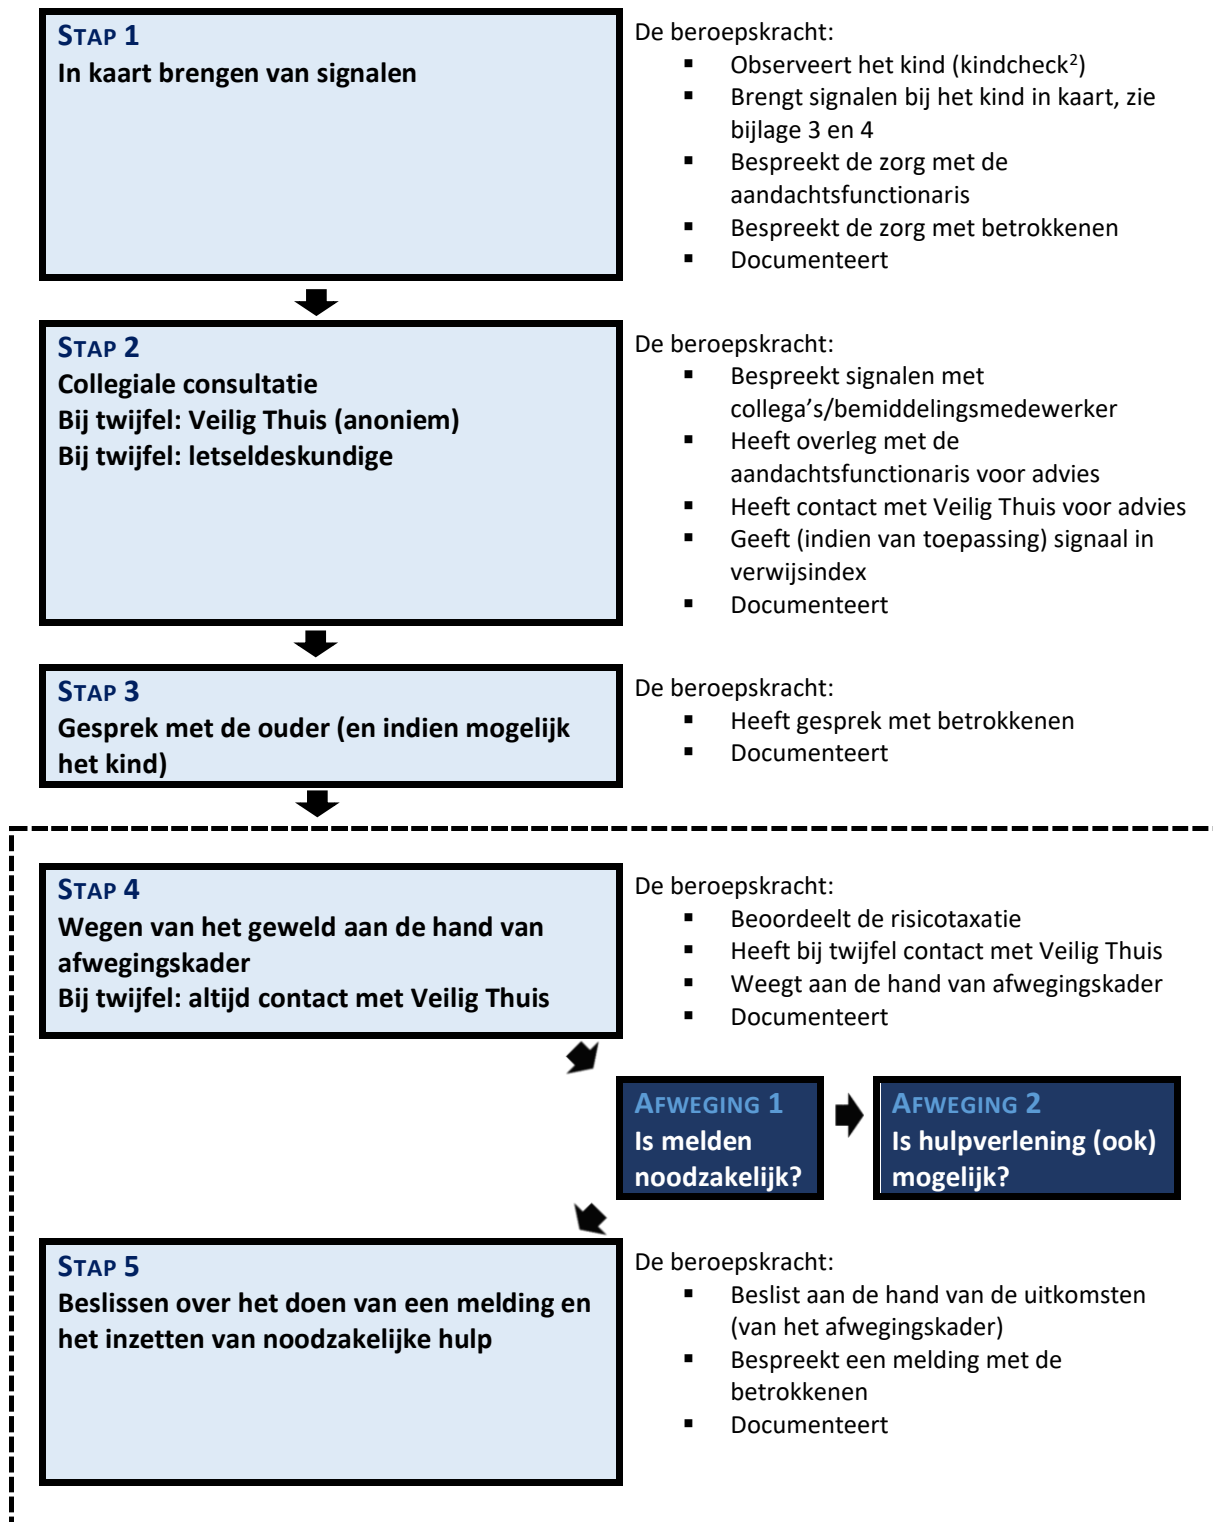 STAP 1
In kaart brengen van signalen
De beroepskracht:
▪ Observeert het kind (kindcheck²)
▪ Brengt signalen bij het kind in kaart, zie
bijlage 3 en 4
▪ Bespreekt de zorg met de
aandachtsfunctionaris
▪ Bespreekt de zorg met betrokkenen
▪ Documenteert
STAP 2
Collegiale consultatie
Bij twijfel: Veilig Thuis (anoniem)
Bij twijfel: letseldeskundige
De beroepskracht:
▪ Bespreekt signalen met
collega’s/bemiddelingsmedewerker
▪ Heeft overleg met de
aandachtsfunctionaris voor advies
▪ Heeft contact met Veilig Thuis voor advies
▪ Geeft (indien van toepassing) signaal in
verwijsindex
▪ Documenteert
STAP 3
Gesprek met de ouder (en indien mogelijk
het kind)
De beroepskracht:
▪ Heeft gesprek met betrokkenen
▪ Documenteert
STAP 4
Wegen van het geweld aan de hand van
afwegingskader
Bij twijfel: altijd contact met Veilig Thuis
De beroepskracht:
▪ Beoordeelt de risicotaxatie
▪ Heeft bij twijfel contact met Veilig Thuis
▪ Weegt aan de hand van afwegingskader
▪ Documenteert
AFWEGING 1
Is melden
noodzakelijk?
AFWEGING 2
Is hulpverlening (ook)
mogelijk?
STAP 5
Beslissen over het doen van een melding en
het inzetten van noodzakelijke hulp
De beroepskracht:
▪ Beslist aan de hand van de uitkomsten
(van het afwegingskader)
▪ Bespreekt een melding met de
betrokkenen
▪ Documenteert